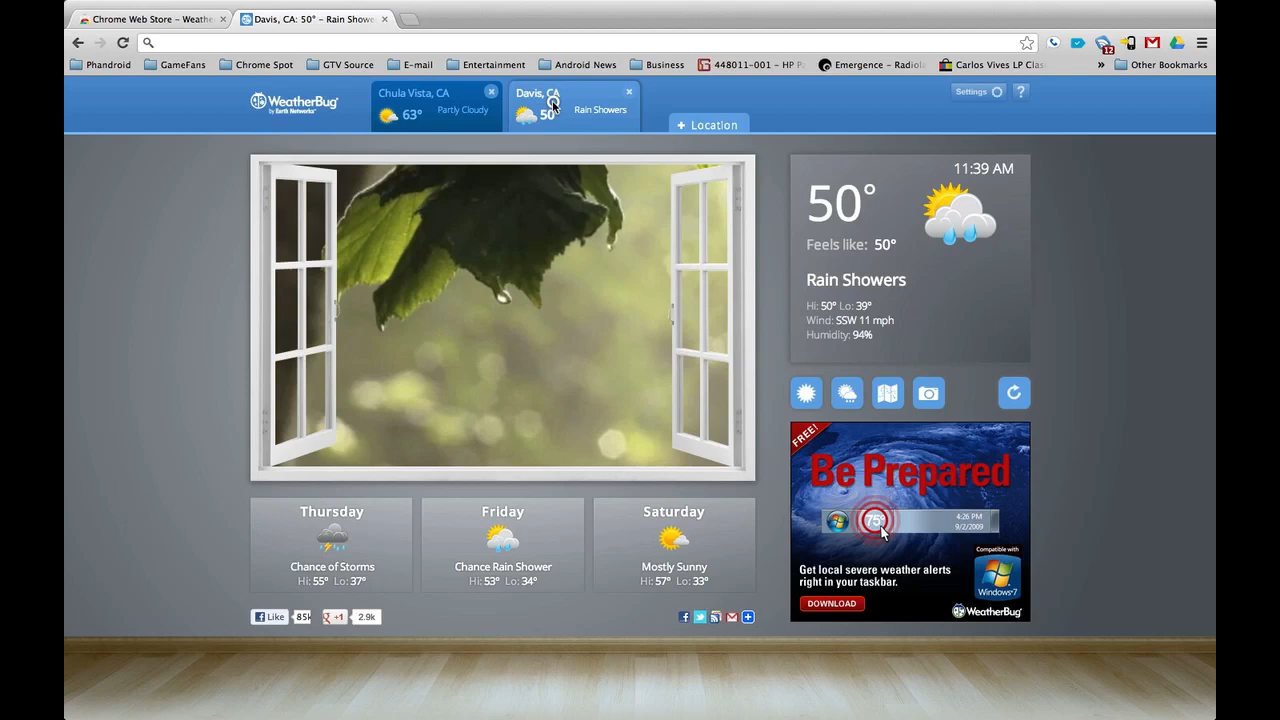 Chrome Web Store - Weathe
Davis, CA: 50° - Rain Showe
Phandroid
GameFans
Chrome Spot
GTV Source
E-mail
Entertainment
Android News
Business
448011-001 - HP P
Emergence - Radiola
Carlos Vives LP Clas
»
Other Bookmarks
12
WeatherBug
by Earth Networks
Chula Vista, CA
63° Partly Cloudy
Davis, CA
50° Rain Showers
+ Location
Settings
?
11:39 AM
50°
Feels like: 50°
Rain Showers
Hi: 50° Lo: 39°
Wind: SSW 11 mph
Humidity: 94%
FREE!
Be Prepared
75°
4:26 PM
9/2/2009
Get local severe weather alerts
right in your taskbar.
Compatible with
Windows 7
DOWNLOAD
WeatherBug
Thursday
Chance of Storms
Hi: 55° Lo: 37°
Friday
Chance Rain Shower
Hi: 53° Lo: 34°
Saturday
Mostly Sunny
Hi: 57° Lo: 33°
Like 85k
+1 2.9k